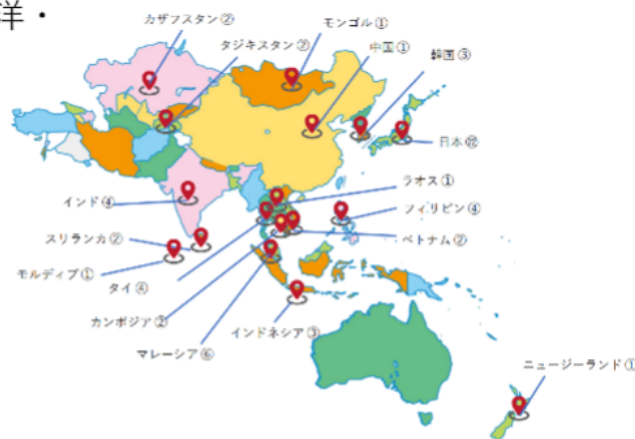 洋・
カザフスタン②
モンゴル①
タジキスタン②
中国①
韓国③
日本
ラオス①
インド④
フィリピン④
スリランカ②
ベトナム②
モルディブ①
タイ④
カンボジア②
インドネシア③
マレーシア⑥
ニュージーランド①